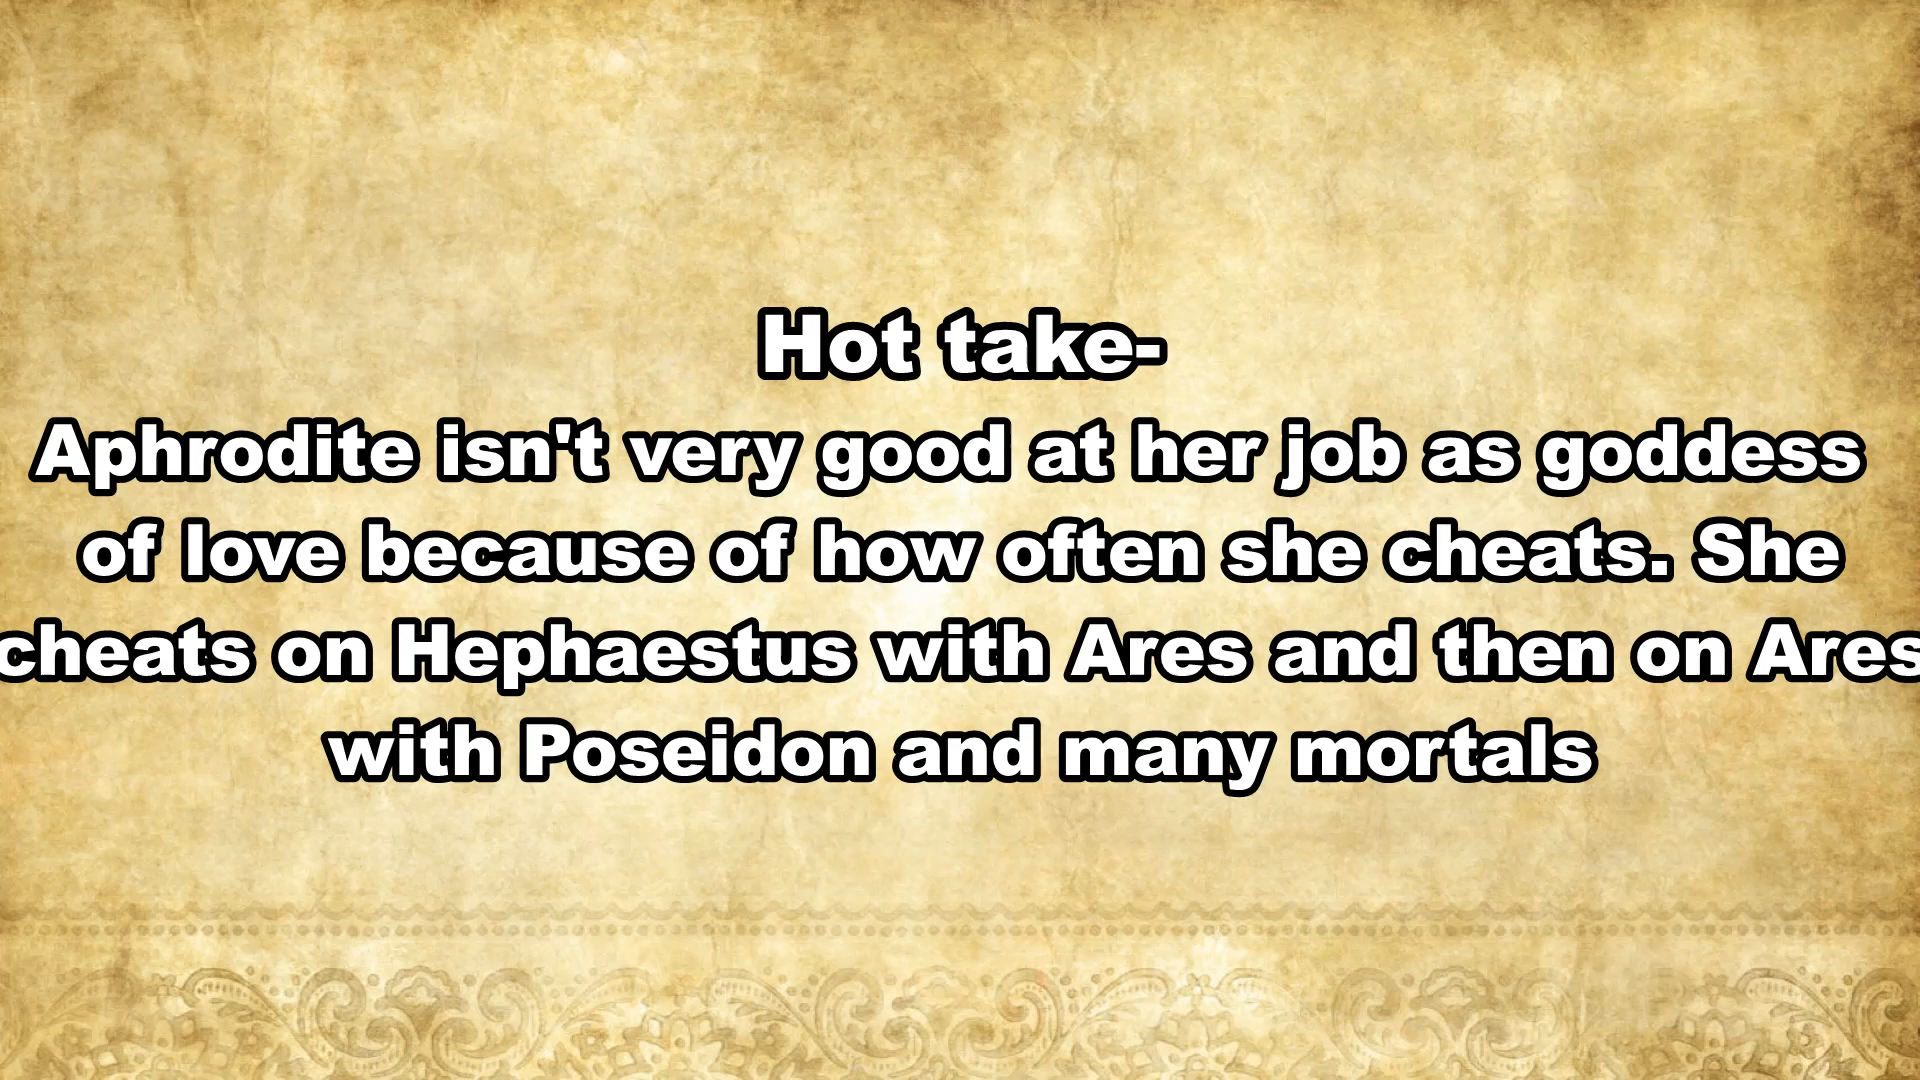 Hot take-
Aphrodite isn't very good at her job as goddess
of love because of how often she cheats. She
cheats on Hephaestus with Ares and then on Ares
with Poseidon and many mortals